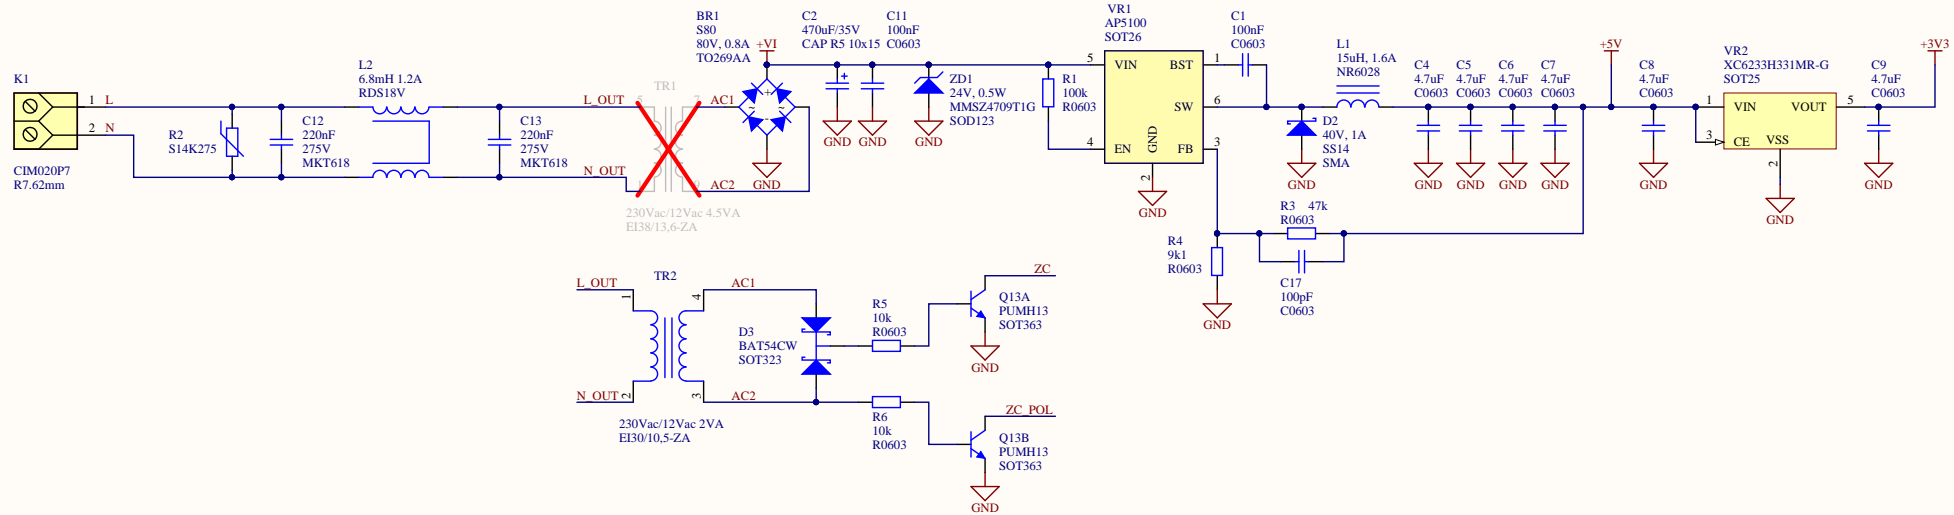 K1
1 L
2 N
CIM020P7
R7.62mm
R2
S14K275
C12
220nF
275V
MKT618
L2
6.8mH 1.2A
RDS18V
C13
220nF
275V
MKT618
L_OUT
N_OUT
TR1
230Vac/12Vac 4.5VA
EI38/13,6-ZA
AC1
AC2
BR1
S80
80V, 0.8A
TO269AA
+VI
GND
C2
470uF/35V
CAP R5 10x15
GND
C11
100nF
C0603
GND
ZD1
24V, 0.5W
MMSZ4709T1G
SOD123
GND
R1
100k
R0603
VR1
AP5100
SOT26
5 VIN
4 EN
BST 1
SW 6
FB 3
GND
2
GND
C1
100nF
C0603
D2
40V, 1A
SS14
SMA
GND
L1
15uH, 1.6A
NR6028
C4
4.7uF
C0603
GND
C5
4.7uF
C0603
GND
C6
4.7uF
C0603
GND
C7
4.7uF
C0603
GND
+5V
C8
4.7uF
C0603
GND
VR2
XC6233H331MR-G
SOT25
1 VIN
3 CE
VOUT 5
VSS
2
GND
C9
4.7uF
C0603
GND
+3V3
R3 47k
R0603
C17
100pF
C0603
R4
9k1
R0603
GND
TR2
L_OUT
1
N_OUT
2
4
AC1
3
AC2
230Vac/12Vac 2VA
EI30/10,5-ZA
D3
BAT54CW
SOT323
R5
10k
R0603
R6
10k
R0603
ZC
Q13A
PUMH13
SOT363
GND
ZC_POL
Q13B
PUMH13
SOT363
GND